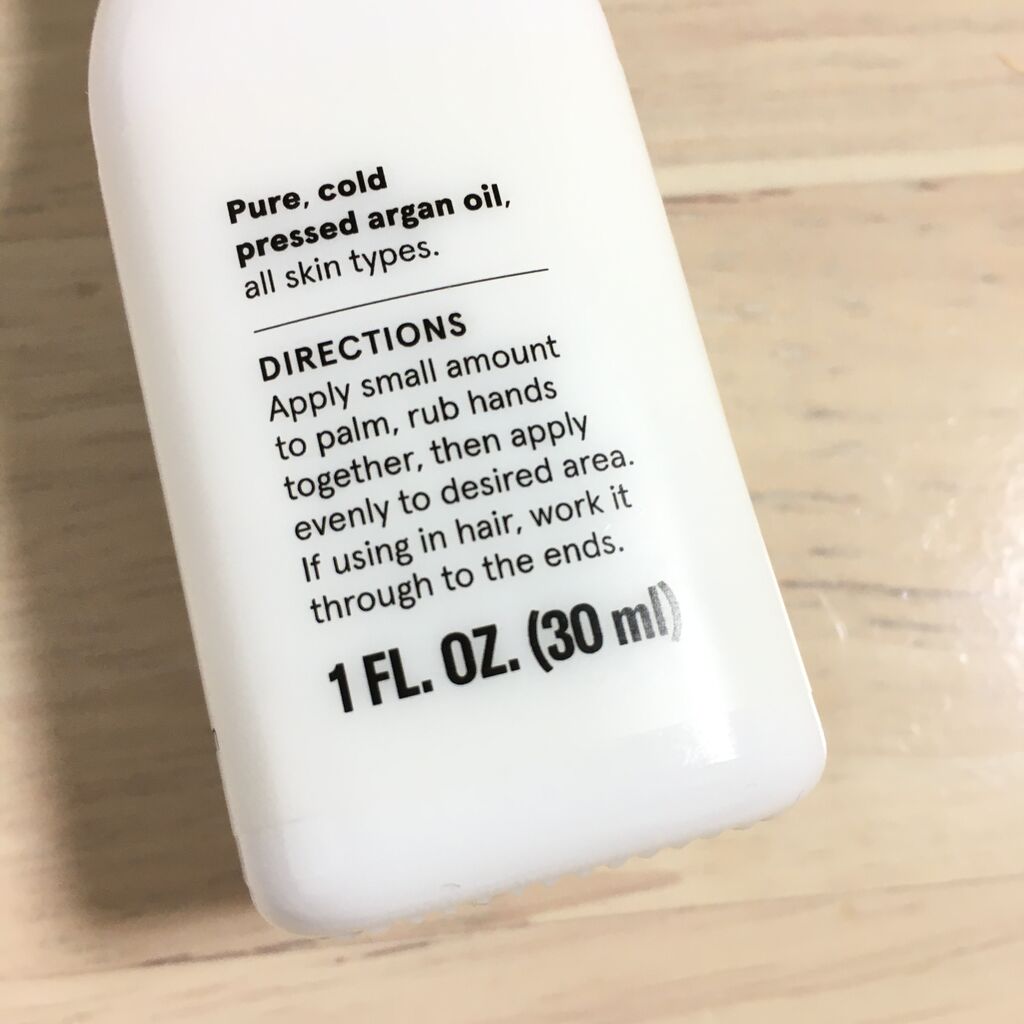 Pure, cold
pressed argan oil,
all skin types.
DIRECTIONS
Apply small amount
to palm, rub hands
together, then apply
evenly to desired area.
If using in hair, work it
through to the ends.
1 FL. OZ. (30 ml)